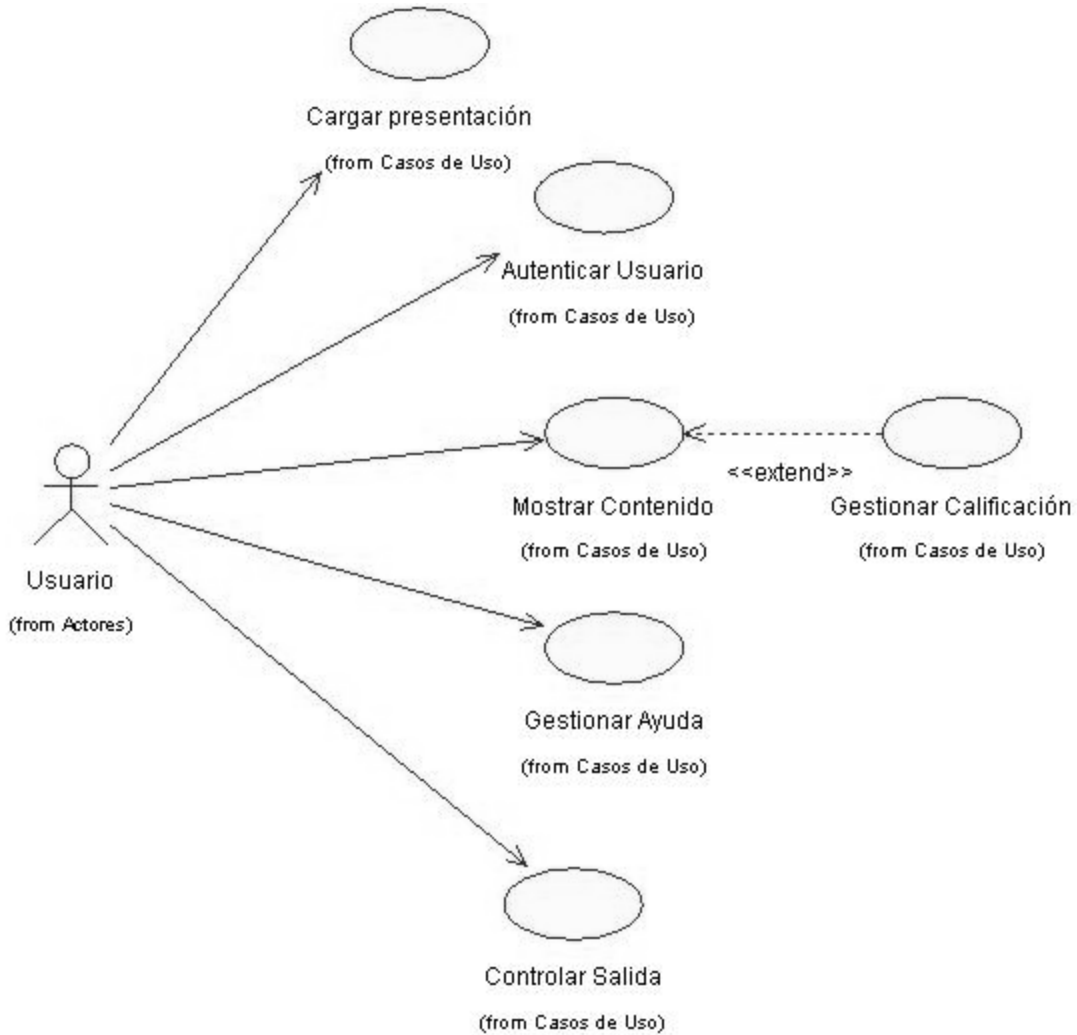 Cargar presentación
(from Casos de Uso)
Autenticar Usuario
(from Casos de Uso)
<<extend>>
Mostrar Contenido
(from Casos de Uso)
Gestionar Calificación
(from Casos de Uso)
Usuario
(from Actores)
Gestionar Ayuda
(from Casos de Uso)
Controlar Salida
(from Casos de Uso)